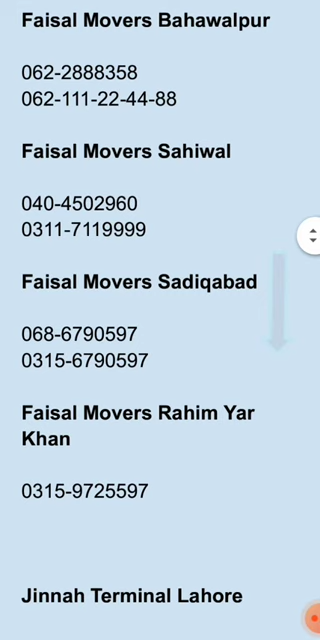 Faisal Movers Bahawalpur
062-2888358
062-111-22-44-88
Faisal Movers Sahiwal
040-4502960
0311-7119999
Faisal Movers Sadiqabad
068-6790597
0315-6790597
Faisal Movers Rahim Yar
Khan
0315-9725597
Jinnah Terminal Lahore